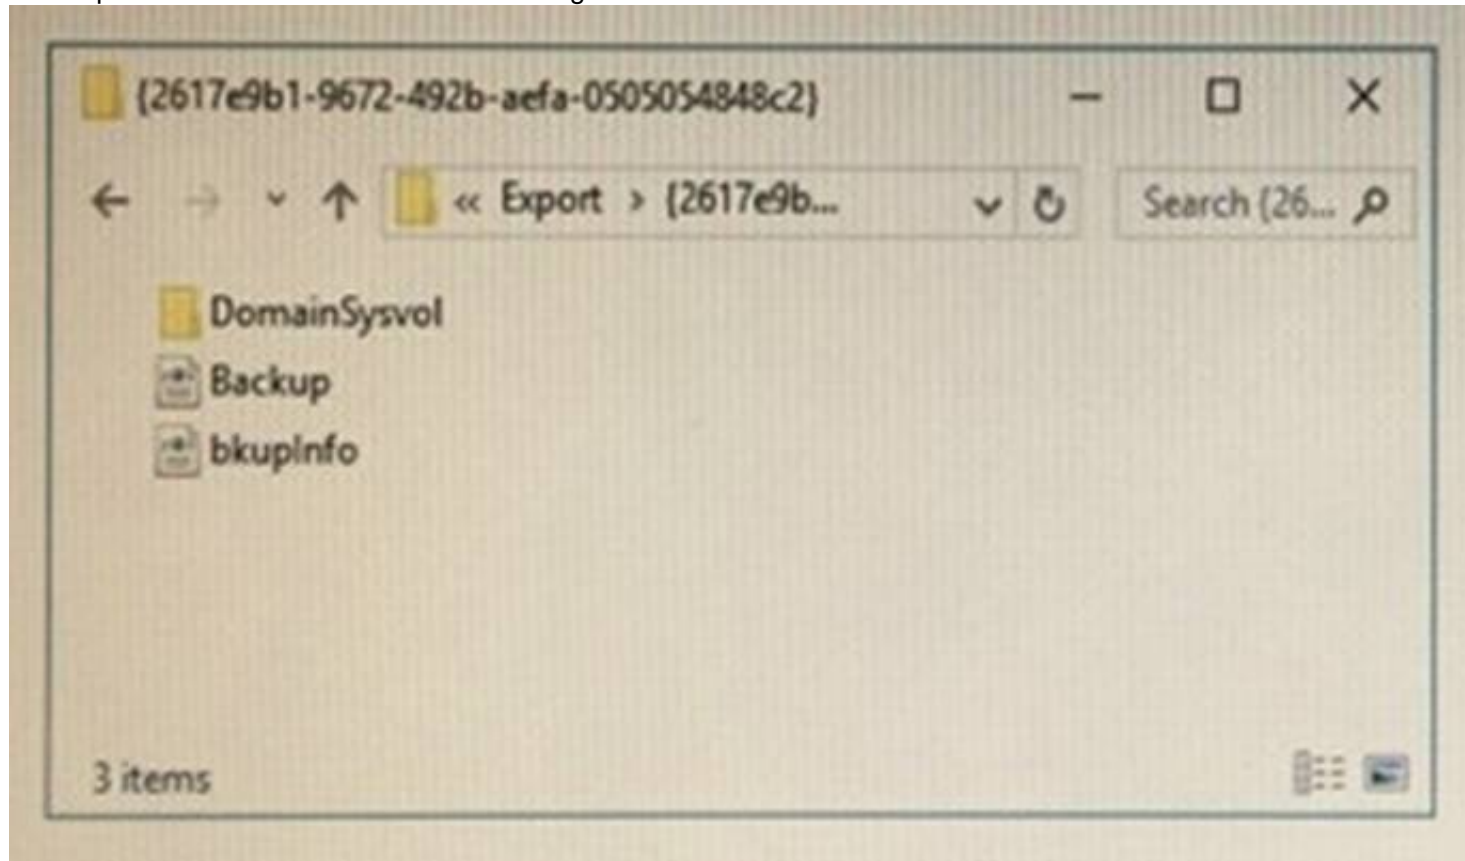 {2617e9b1-9672-492b-aefa-0505054848c2}
« Export > {2617e9b... Search (26...
DomainSysvol
Backup
bkupInfo
3 items